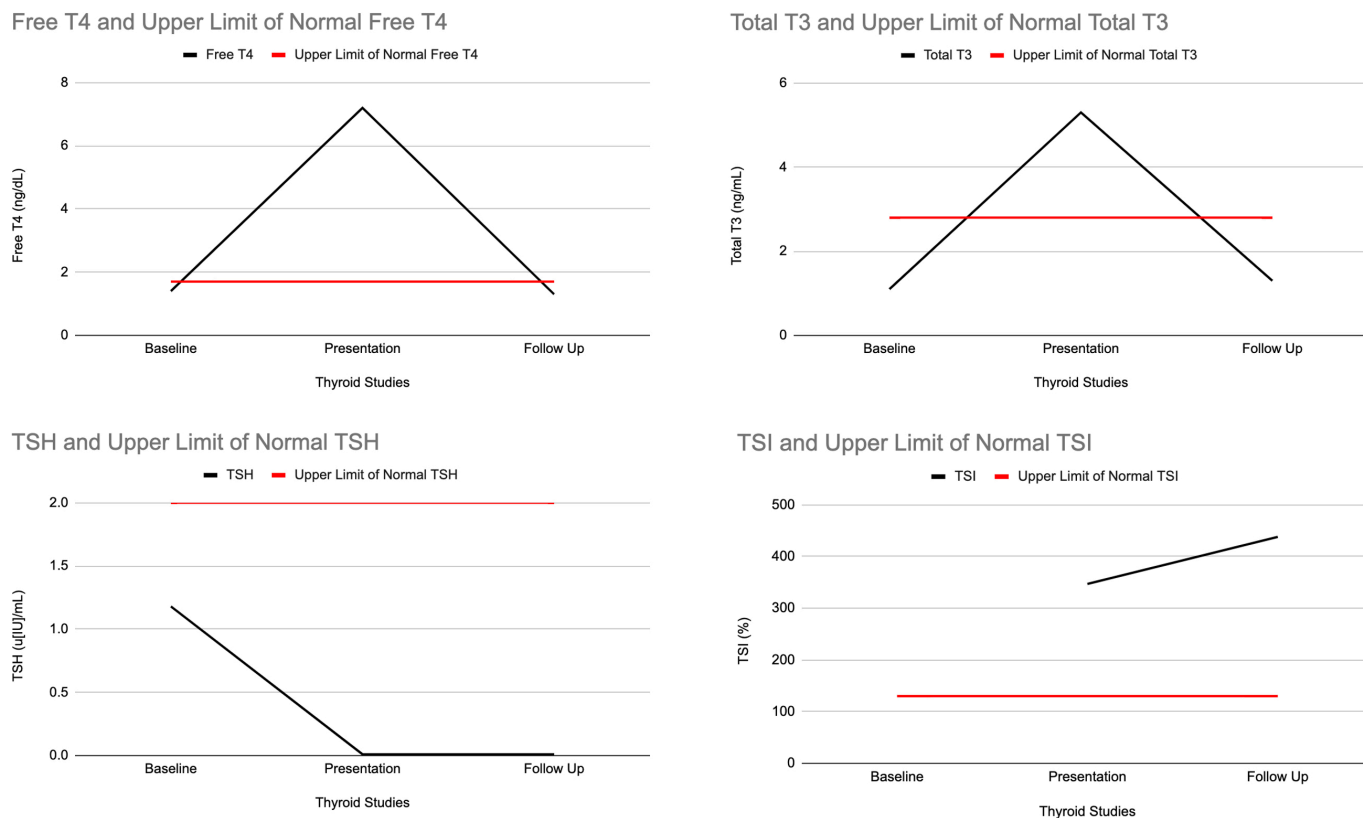 Free T4 and Upper Limit of Normal Free T4
Free T4 Upper Limit of Normal Free T4
8
6
4
2
0
Free T4 (ng/dL)
Baseline Presentation Follow Up
Thyroid Studies
Total T3 and Upper Limit of Normal Total T3
Total T3 Upper Limit of Normal Total T3
6
4
2
0
Total T3 (ng/mL)
Baseline Presentation Follow Up
Thyroid Studies
TSH and Upper Limit of Normal TSH
TSH Upper Limit of Normal TSH
2.0
1.5
1.0
0.5
0.0
TSH (u[IU]/mL)
Baseline Presentation Follow Up
Thyroid Studies
TSI and Upper Limit of Normal TSI
TSI Upper Limit of Normal TSI
500
400
300
200
100
0
TSI (%)
Baseline Presentation Follow Up
Thyroid Studies